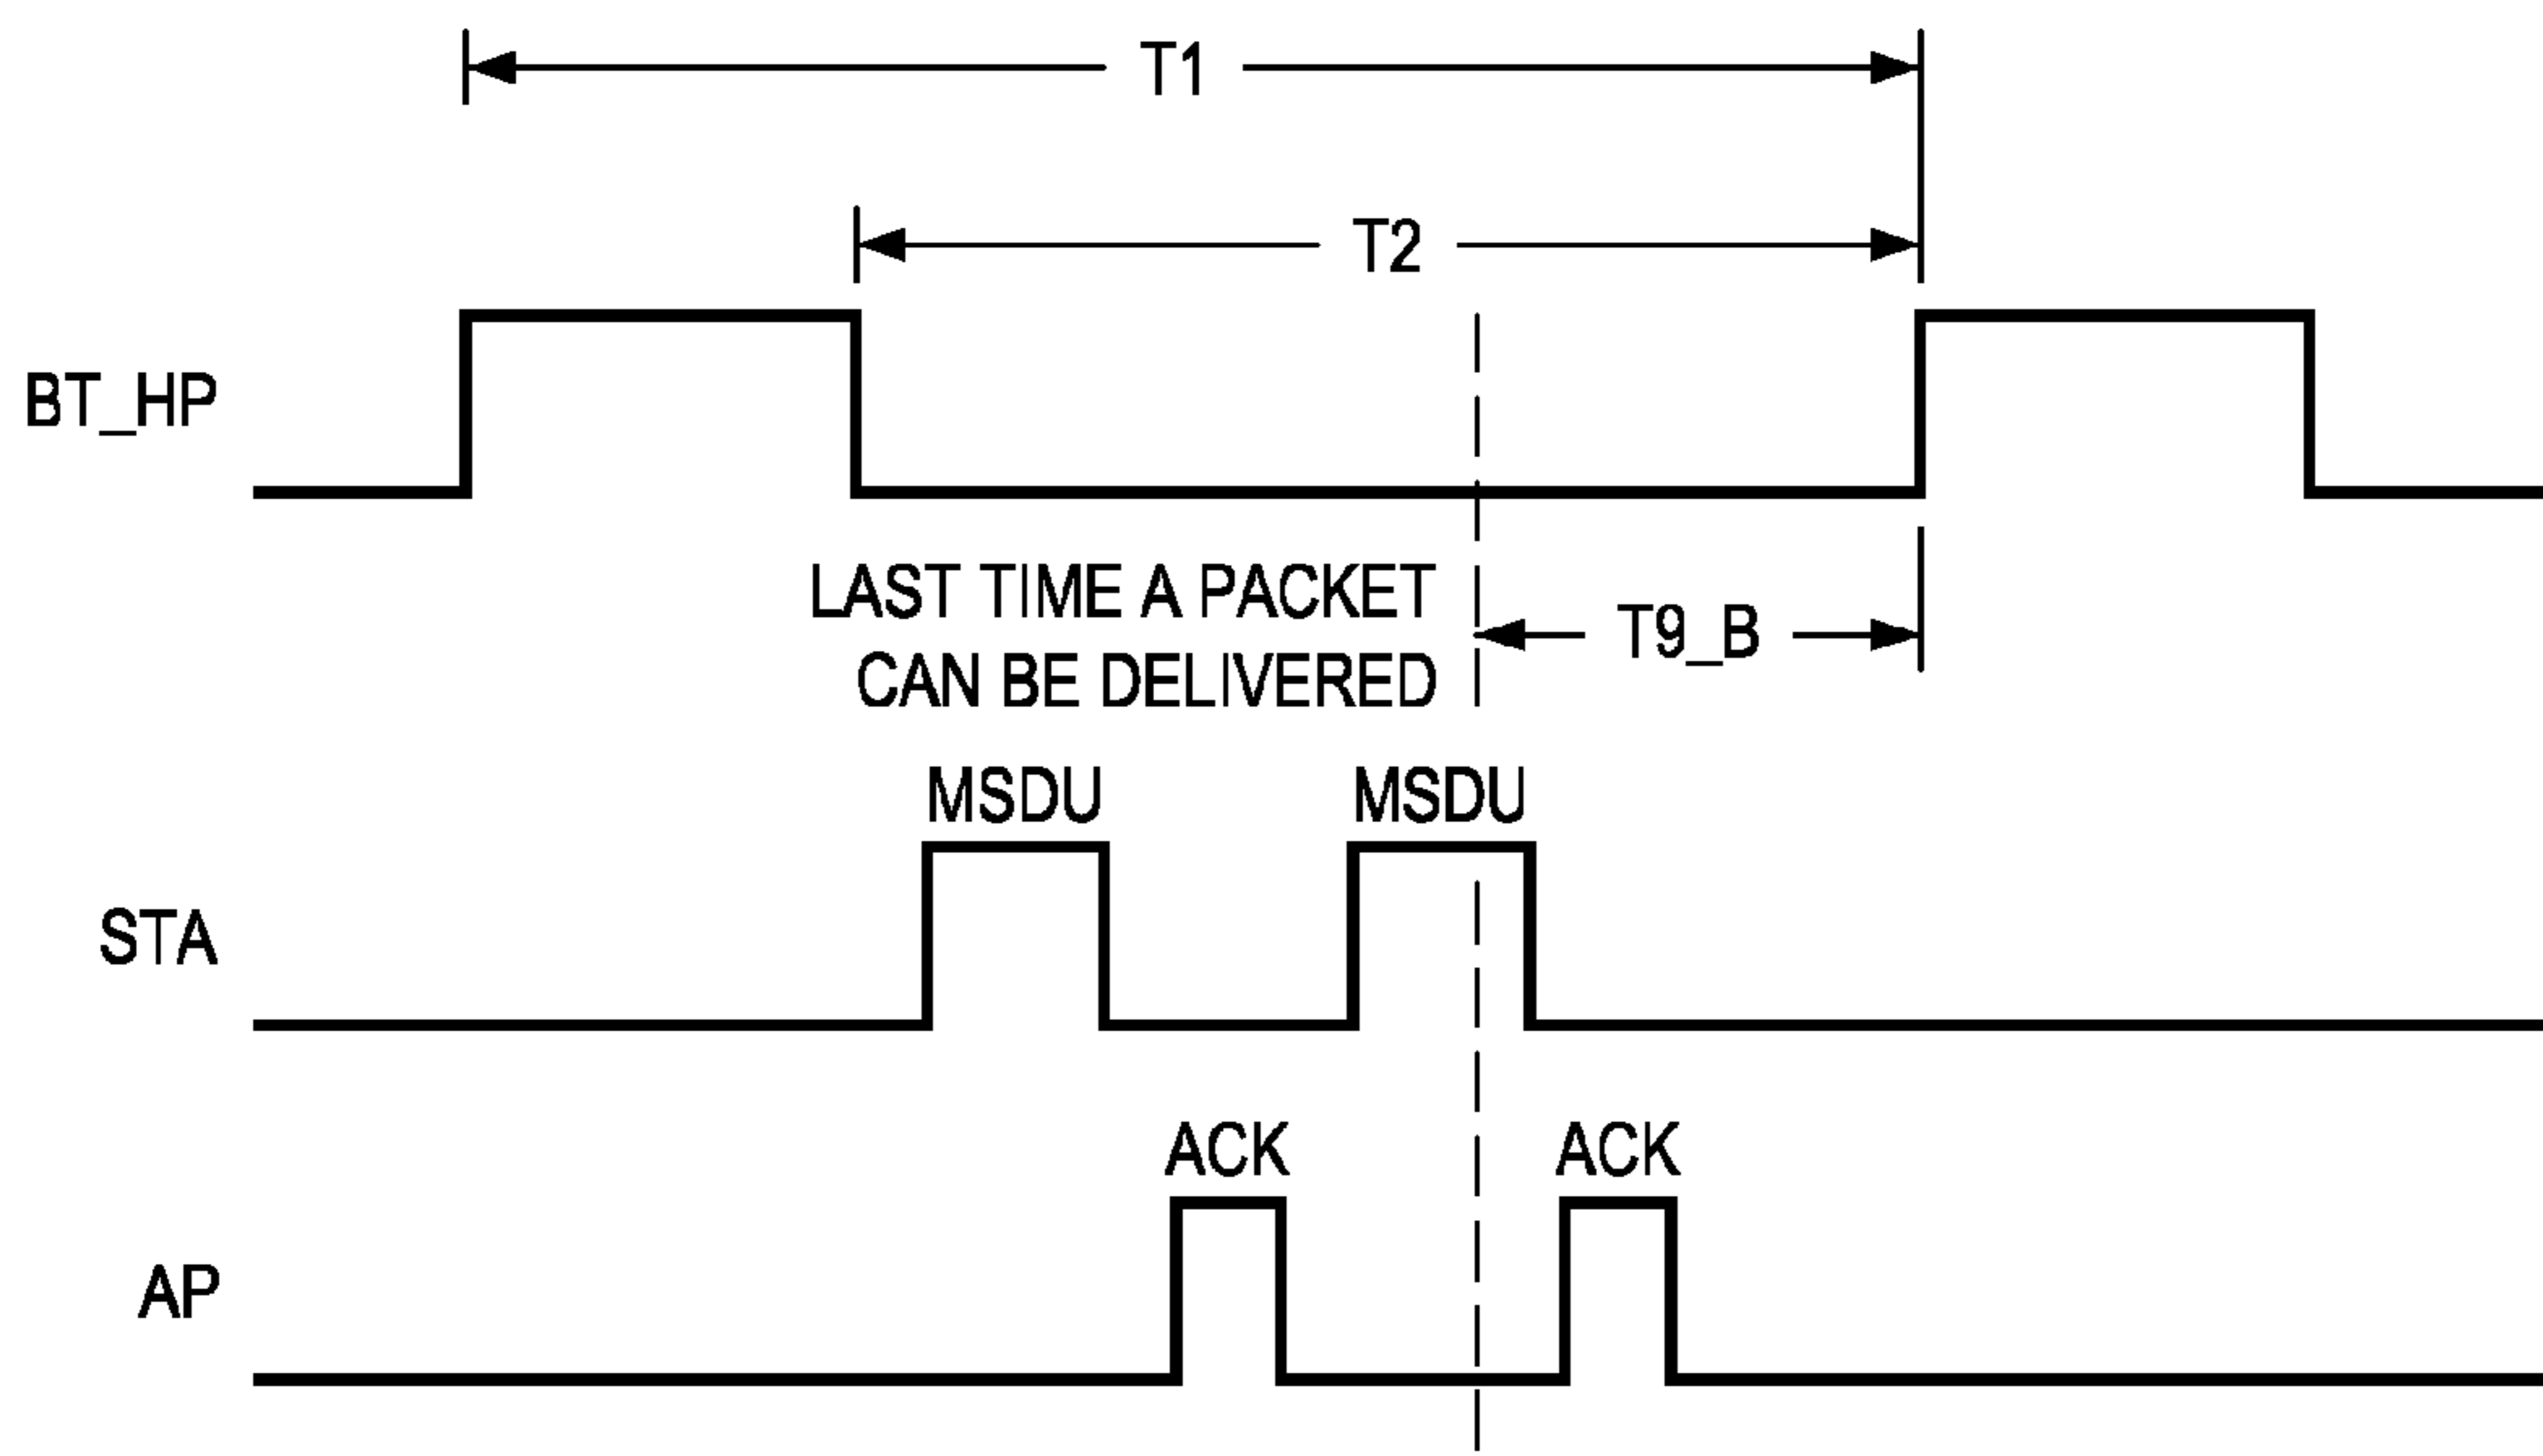 T1
T2
BT_HP
LAST TIME A PACKET
CAN BE DELIVERED
T9_B
MSDU MSDU
STA
ACK ACK
AP